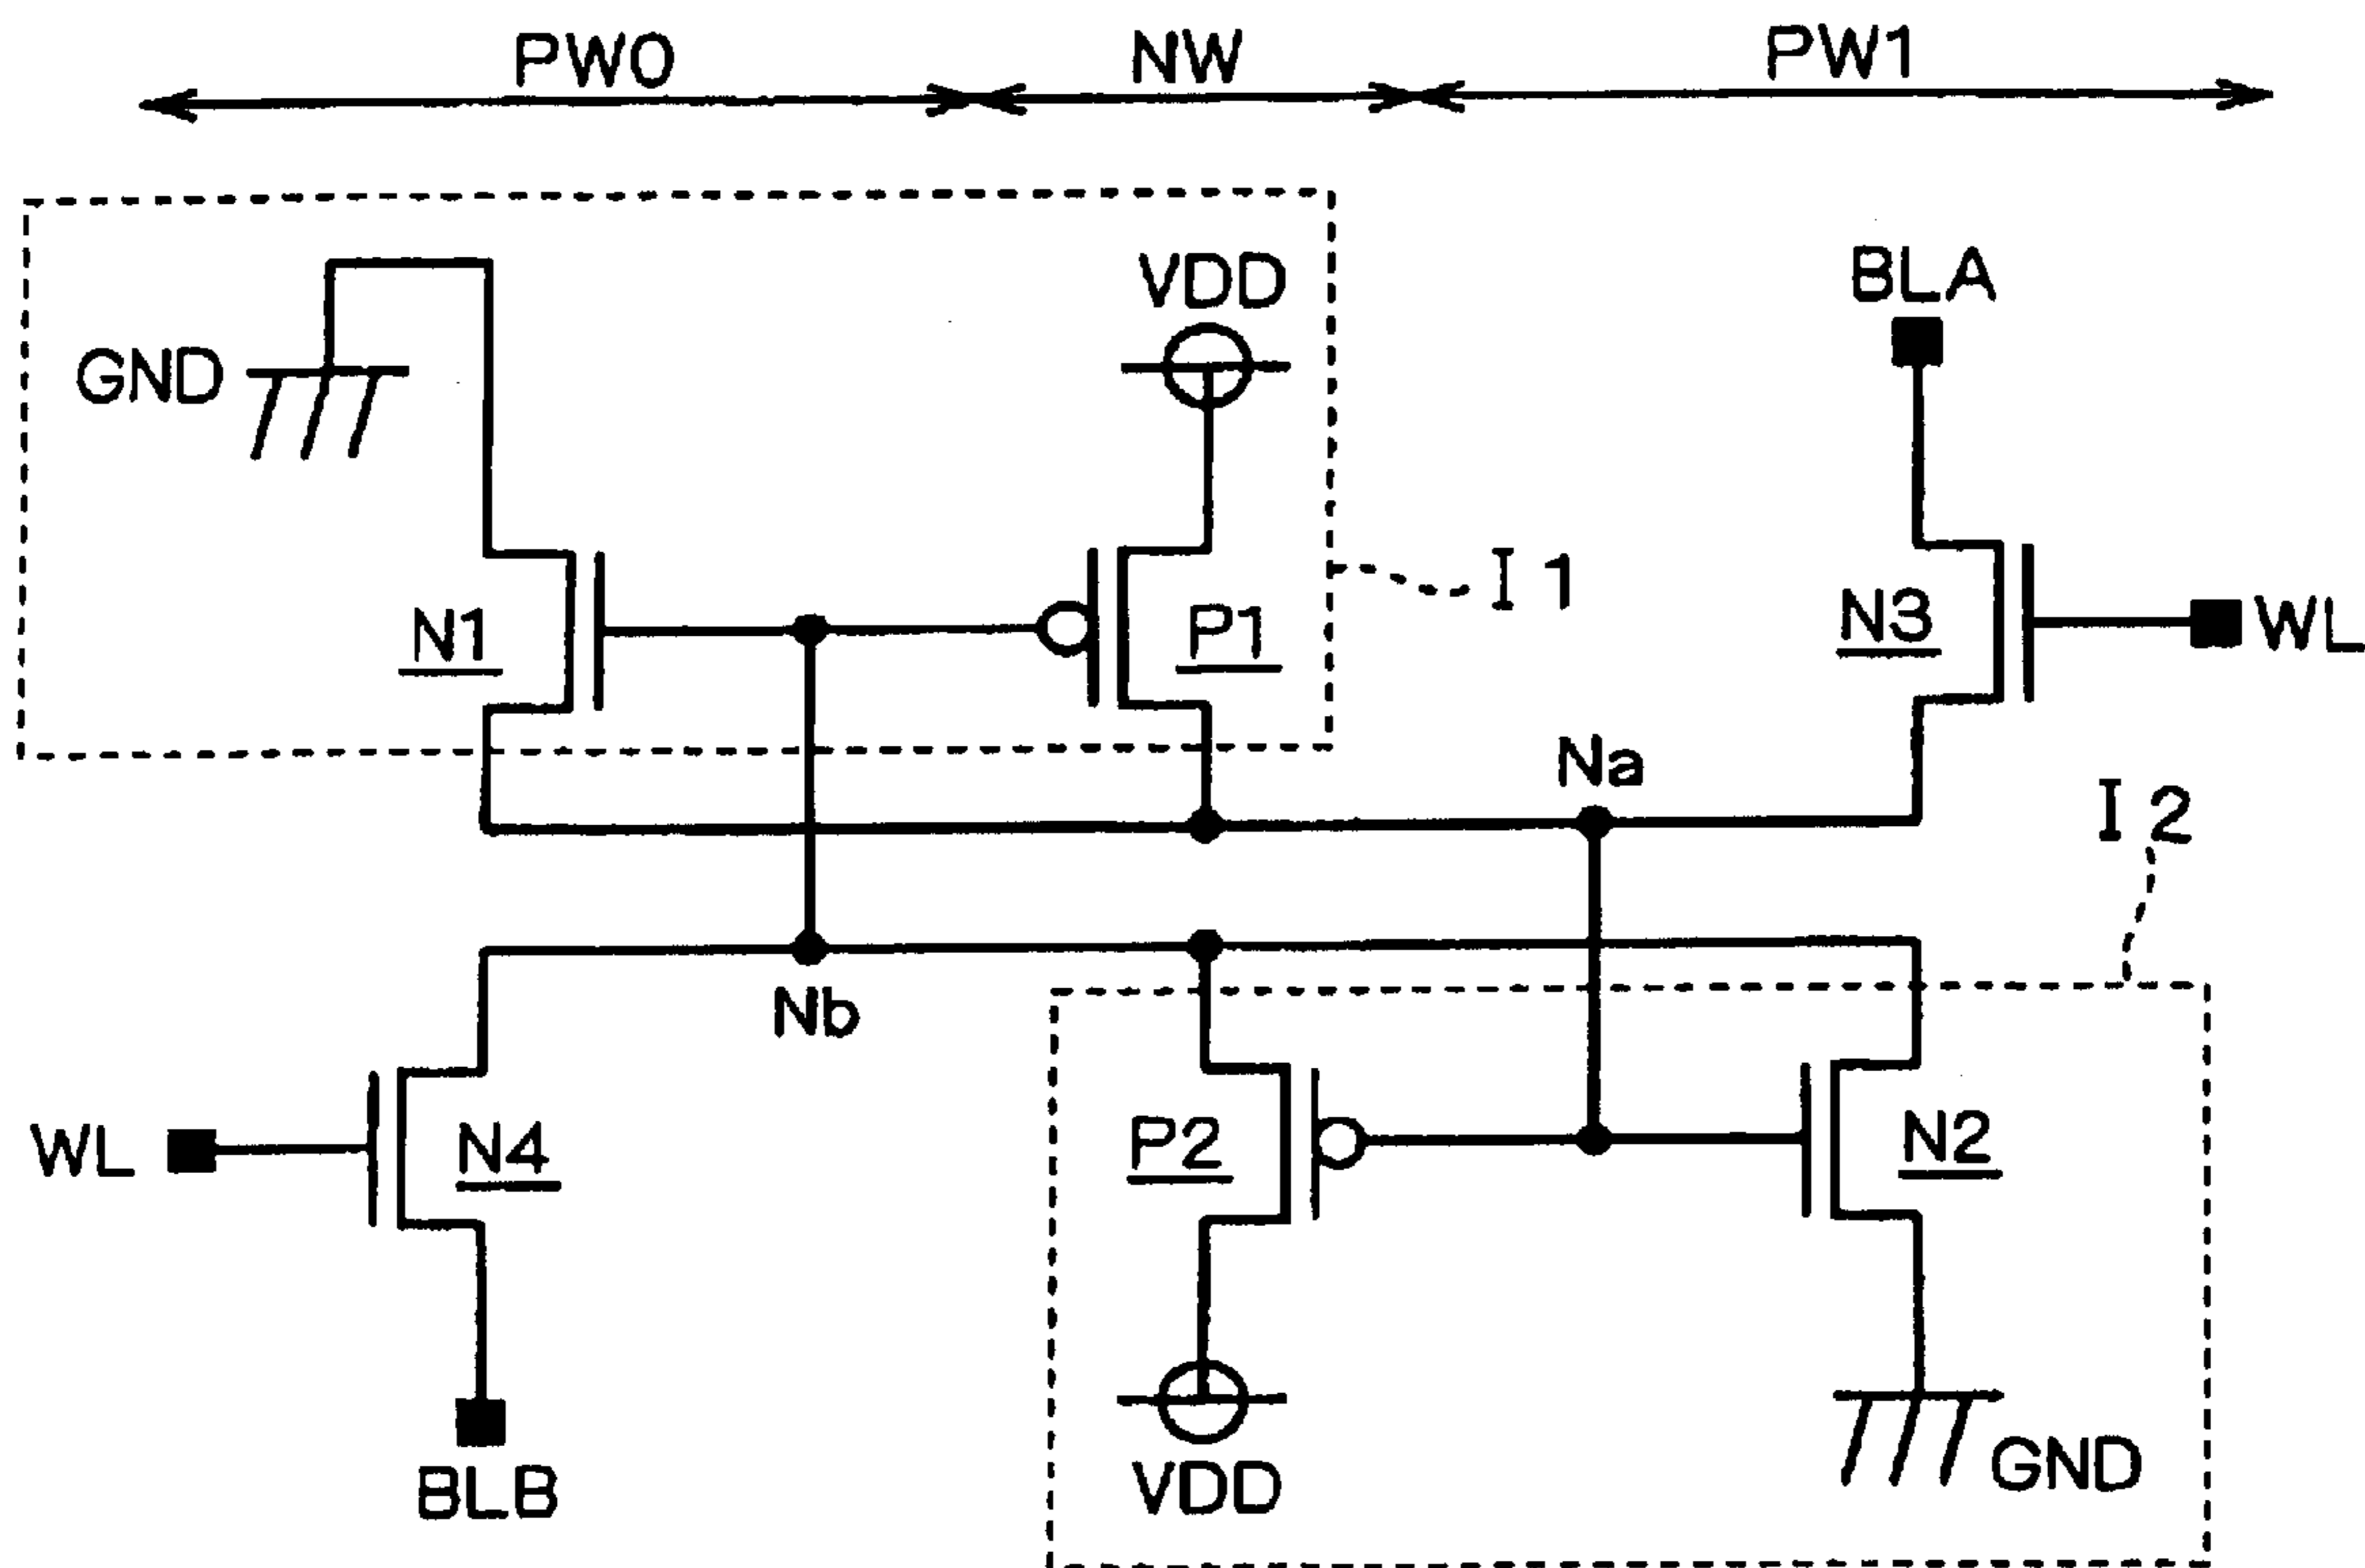 PW0 NW PW1
VDD
BLA
GND
I1
N1
P1
N3
WL
Na
I2
Nb
WL
N4
P2
N2
VDD
GND
BLB